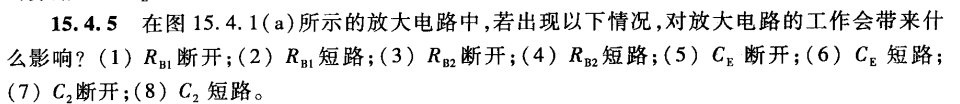 15.4.5 在图 15.4.1(a)所示的放大电路中,若出现以下情况,对放大电路的工作会带来什
么影响? (1) R_B1 断开;(2) R_B1 短路;(3) R_B2 断开;(4) R_B2 短路;(5) C_E 断开;(6) C_E 短路;
(7) C_2 断开;(8) C_2 短路。